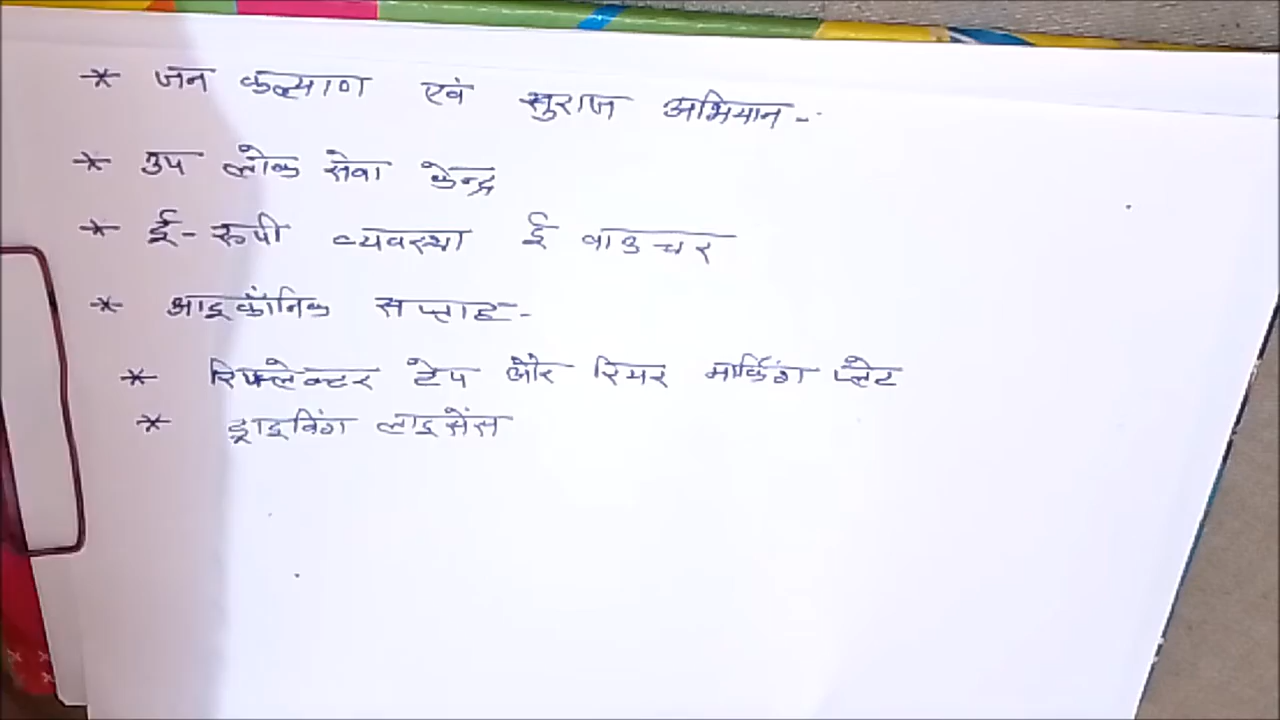 * जन कल्याण एवं सुराज अभियान -
* उप लोक सेवा केन्द्र
* ई-रुपी व्यवस्था ई वाउचर
* आइकॉनिक सप्ताह -
* रिफ्लेक्टर टेप और रियर मार्किंग प्लेट
* ड्राइविंग लाइसेंस